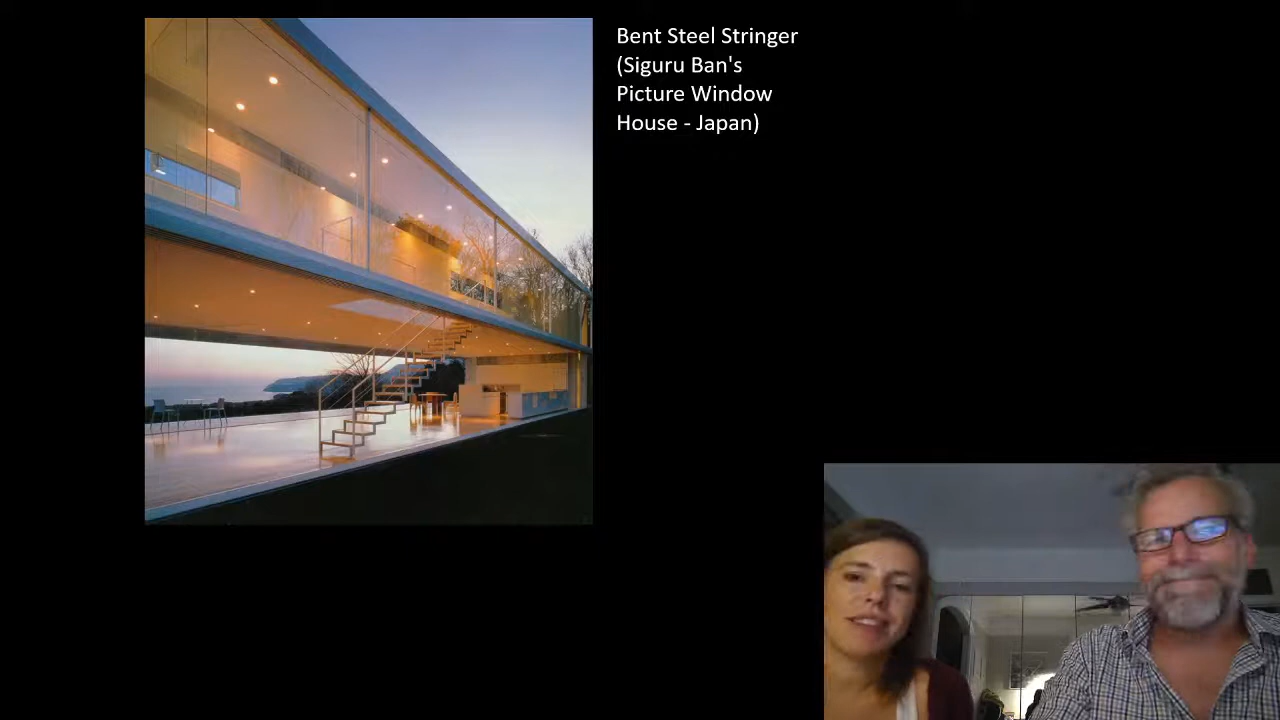 Bent Steel Stringer
(Siguru Ban's
Picture Window
House - Japan)